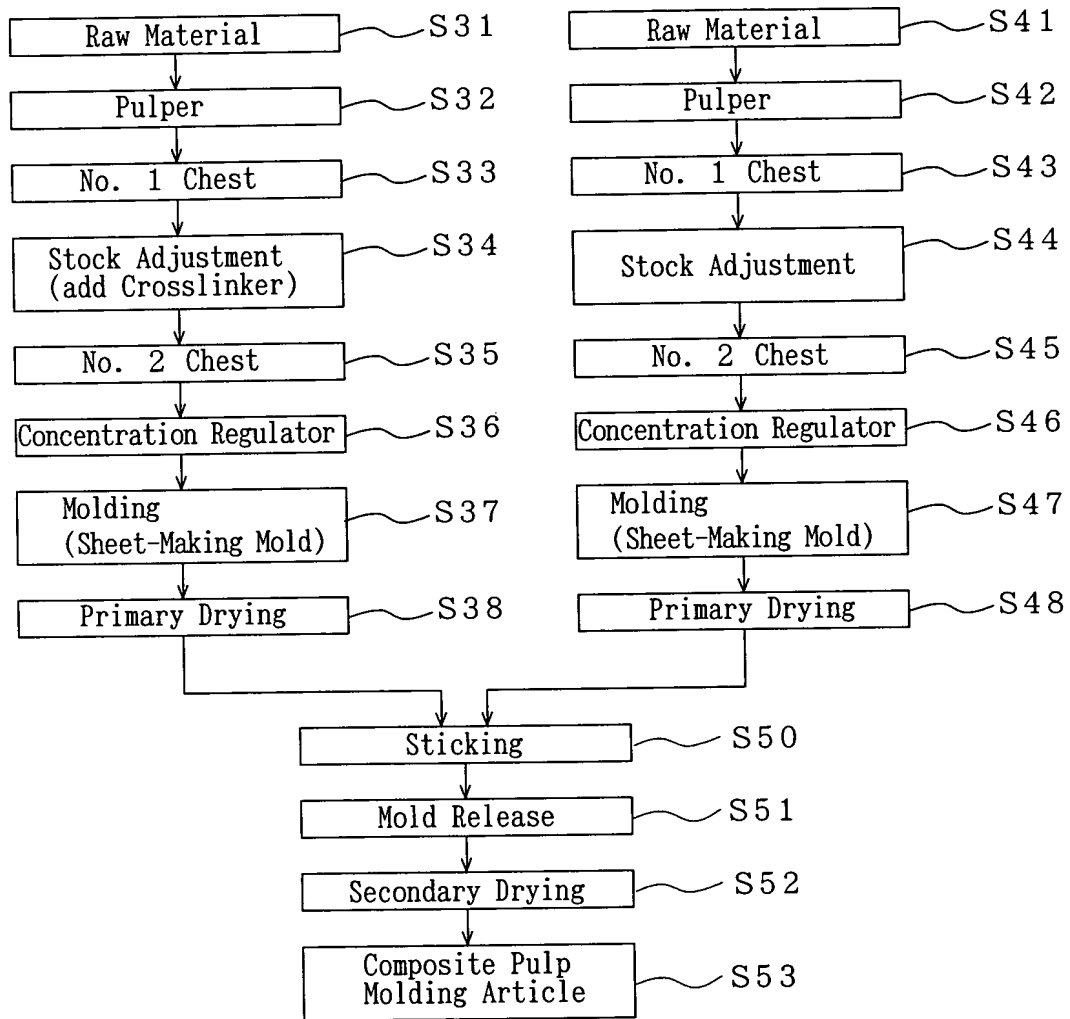 Raw Material
S31
Pulper
S32
No. 1 Chest
S33
Stock Adjustment
(add Crosslinker)
S34
No. 2 Chest
S35
Concentration Regulator
S36
Molding
(Sheet-Making Mold)
S37
Primary Drying
S38
Raw Material
S41
Pulper
S42
No. 1 Chest
S43
Stock Adjustment
S44
No. 2 Chest
S45
Concentration Regulator
S46
Molding
(Sheet-Making Mold)
S47
Primary Drying
S48
Sticking
S50
Mold Release
S51
Secondary Drying
S52
Composite Pulp
Molding Article
S53